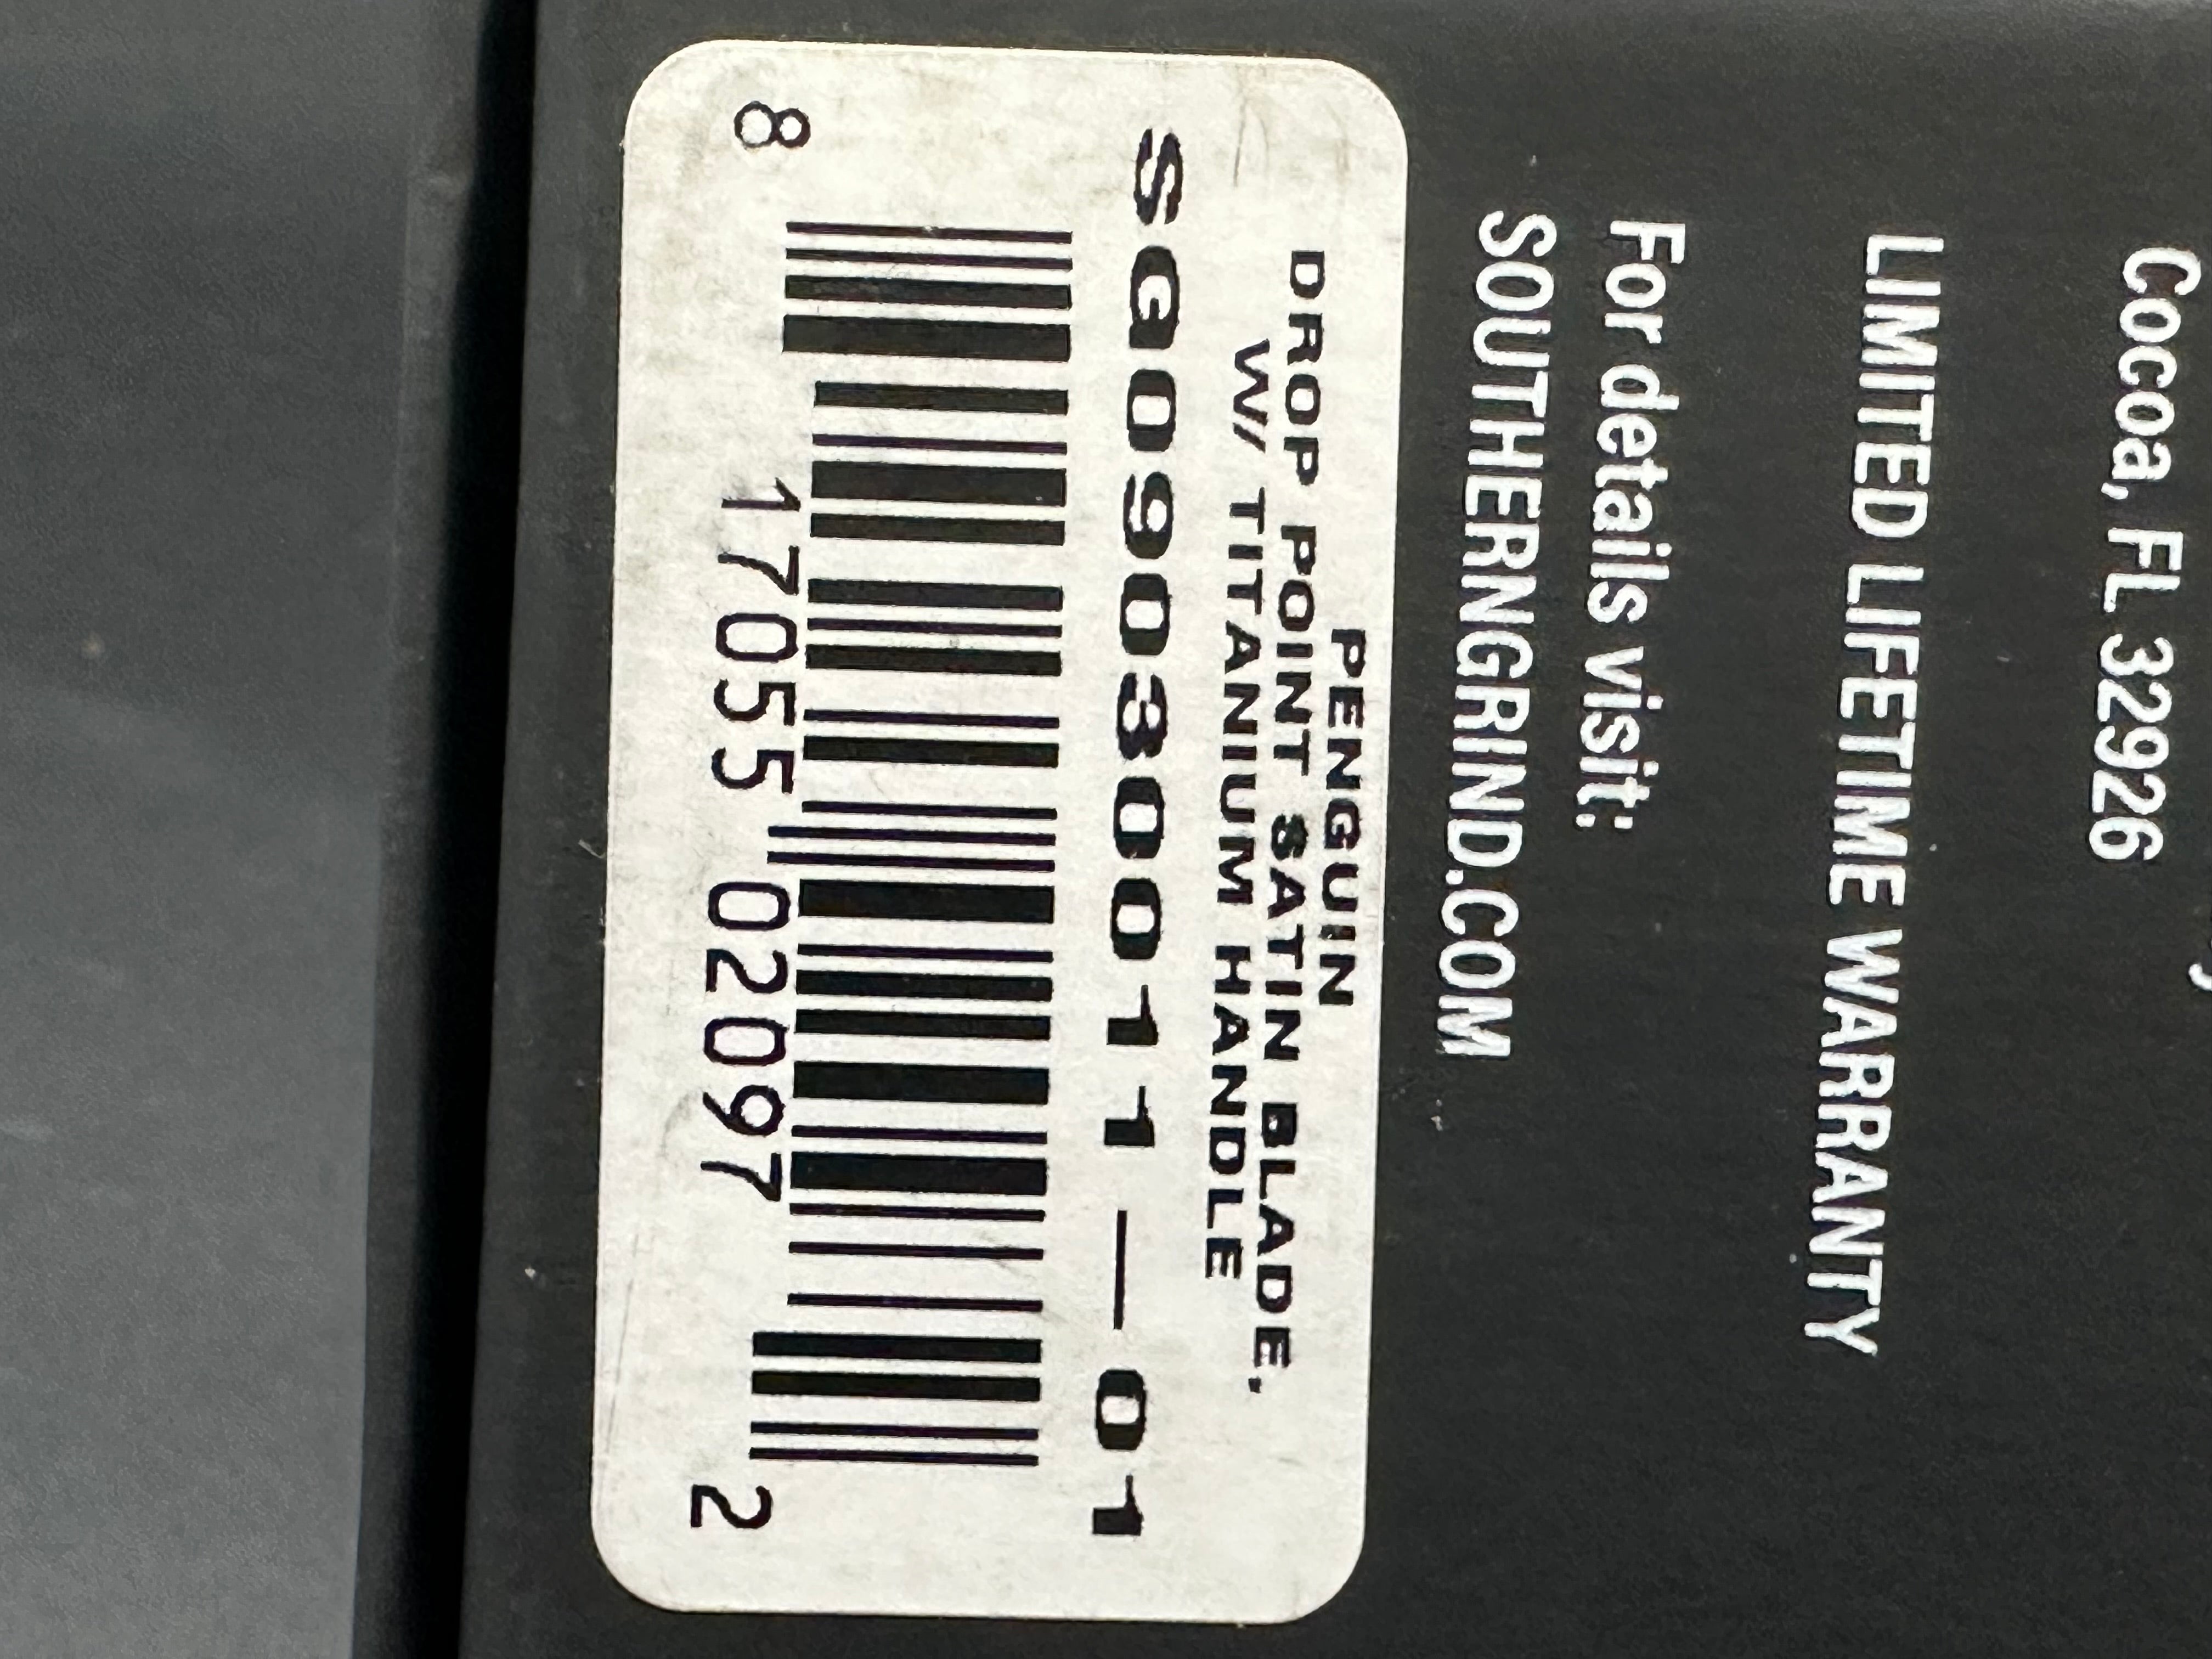 Cocoa, FL 32926
LIMITED LIFETIME WARRANTY
For details visit:
SOUTHERNGRIND.COM
PENGUIN
DROP POINT SATIN BLADE,
W/ TITANIUM HANDLE
SG09030011—01
8 17055 02097 2